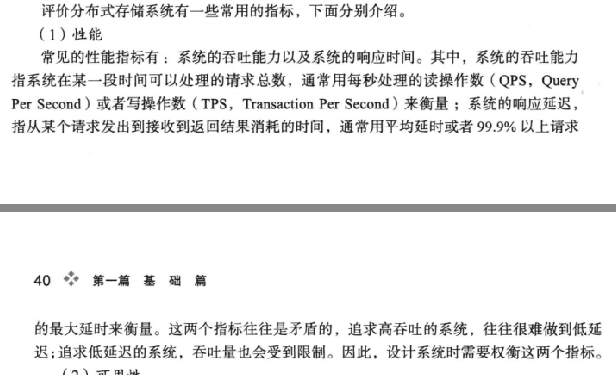 评价分布式存储系统有一些常用的指标，下面分别介绍。
（1）性能
常见的性能指标有：系统的吞吐能力以及系统的响应时间。其中，系统的吞吐能力
指系统在某一段时间可以处理的请求总数，通常用每秒处理的读操作数（QPS，Query
Per Second）或者写操作数（TPS，Transaction Per Second）来衡量；系统的响应延迟，
指从某个请求发出到接收到返回结果消耗的时间，通常用平均延时或者 99.9% 以上请求
40 第一篇 基 础 篇
的最大延时来衡量。这两个指标往往是矛盾的，追求高吞吐的系统，往往很难做到低延
迟；追求低延迟的系统，吞吐量也会受到限制。因此，设计系统时需要权衡这两个指标。